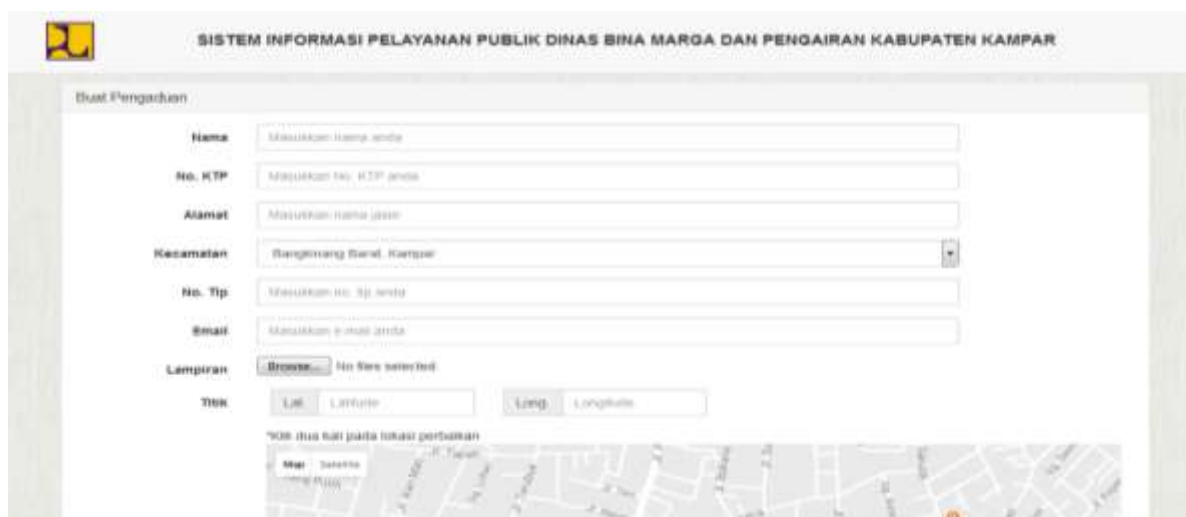 SISTEM INFORMASI PELAYANAN PUBLIK DINAS BINA MARGA DAN PENGAIRAN KABUPATEN KAMPAR
Buat Pengaduan
Nama Masukkan nama anda
No. KTP Masukkan No. KTP anda
Alamat Masukkan nama jalan
Kecamatan Bangkinang Barat, Kampar
No. Tlp Masukkan no. tlp anda
Email Masukkan e-mail anda
Lampiran Browse... No files selected.
Titik Lat Latitute Long Longitute
*Klik dua kali pada lokasi perbaikan
Map Satellite